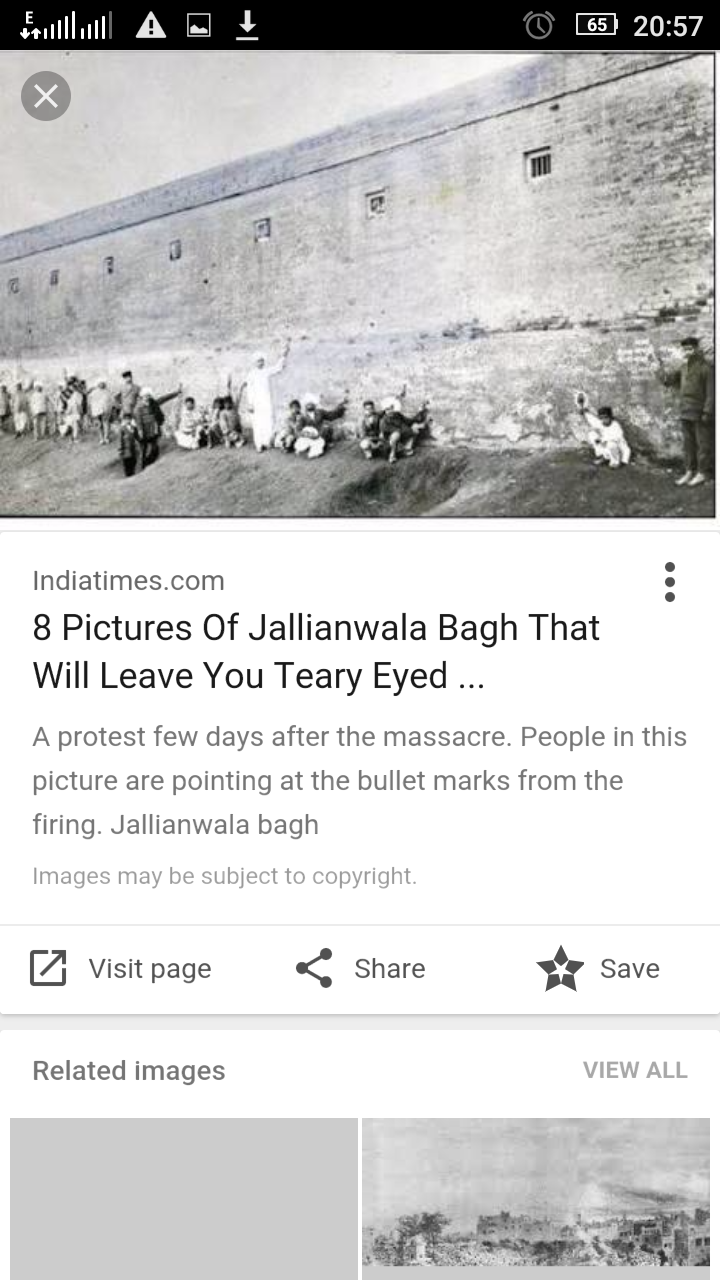 E 65 20:57
Indiatimes.com
8 Pictures Of Jallianwala Bagh That
Will Leave You Teary Eyed ...
A protest few days after the massacre. People in this
picture are pointing at the bullet marks from the
firing. Jallianwala bagh
Images may be subject to copyright.
Visit page Share Save
Related images VIEW ALL